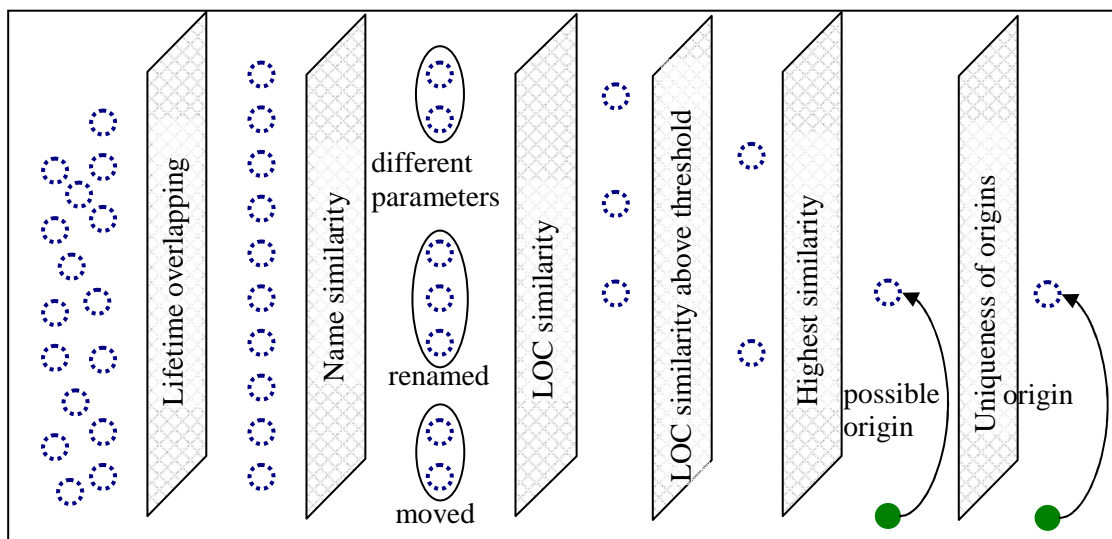 Lifetime overlapping
Name similarity
different
parameters
renamed
moved
LOC similarity
LOC similarity above threshold
Highest similarity
possible
origin
Uniqueness of origins
origin